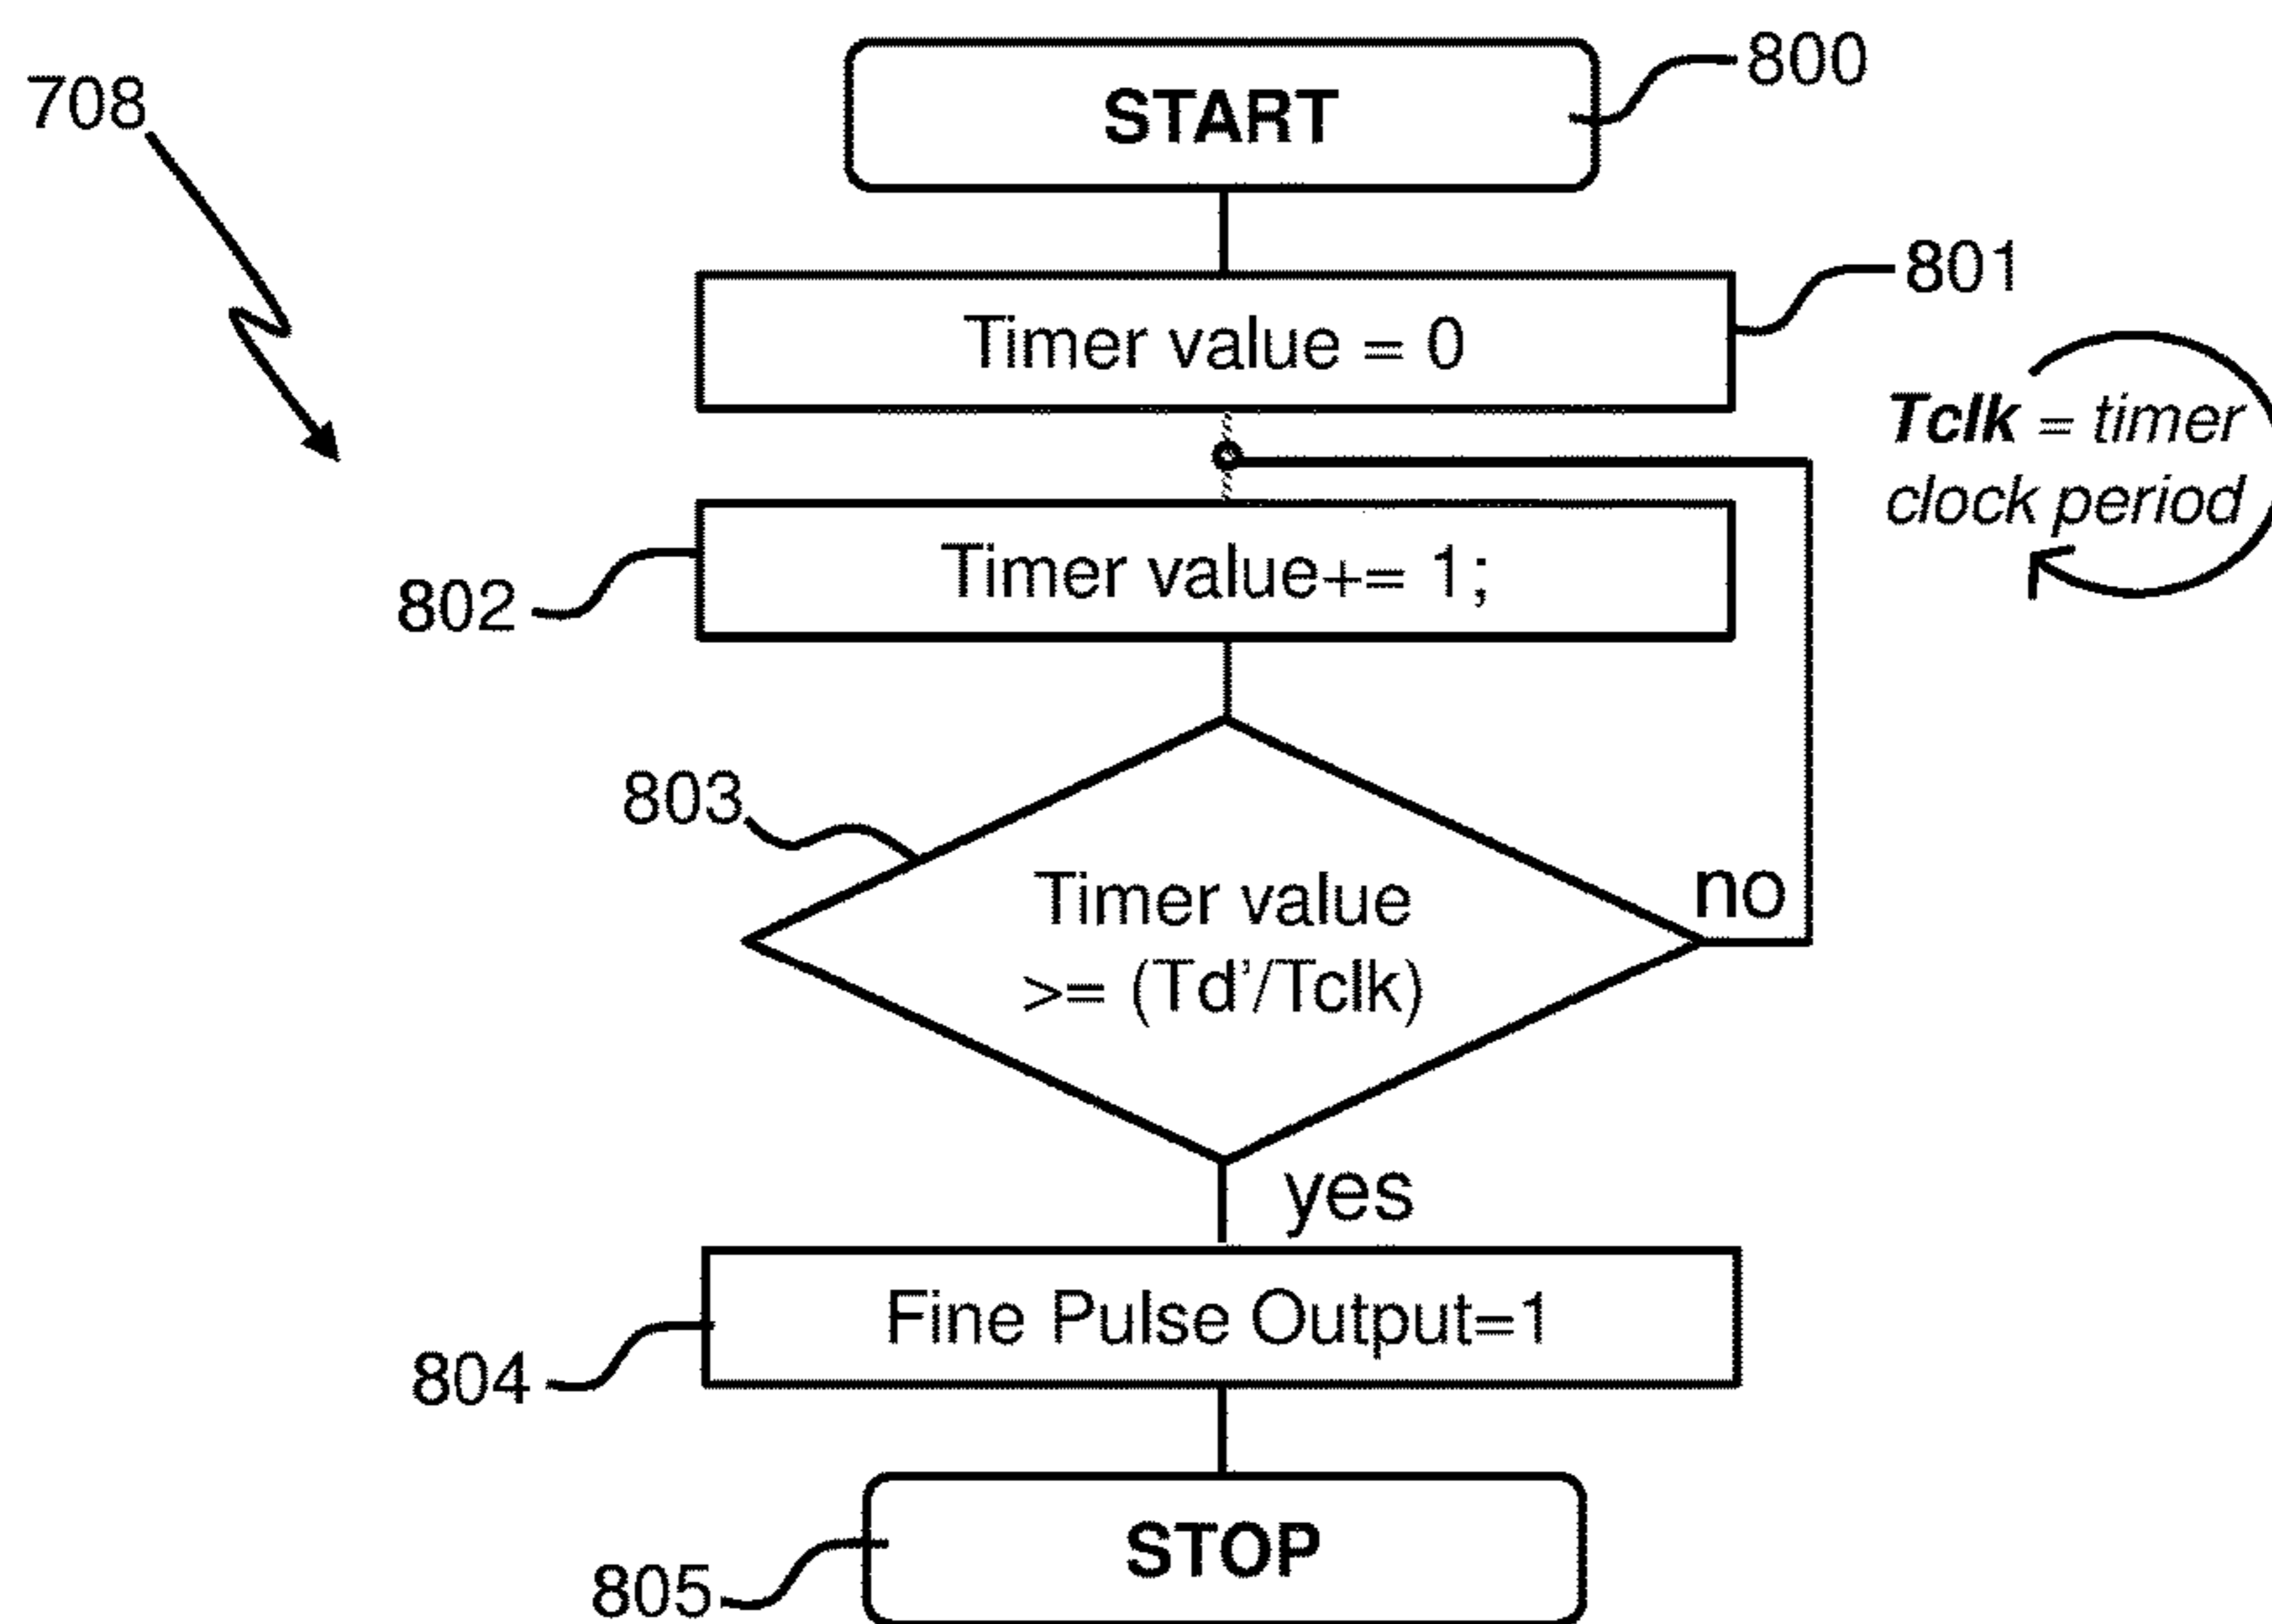 708
START
800
Timer value = 0
801
Tclk = timer
clock period
Timer value+= 1;
802
803
Timer value
>= (Td'/Tclk)
no
yes
Fine Pulse Output=1
804
STOP
805